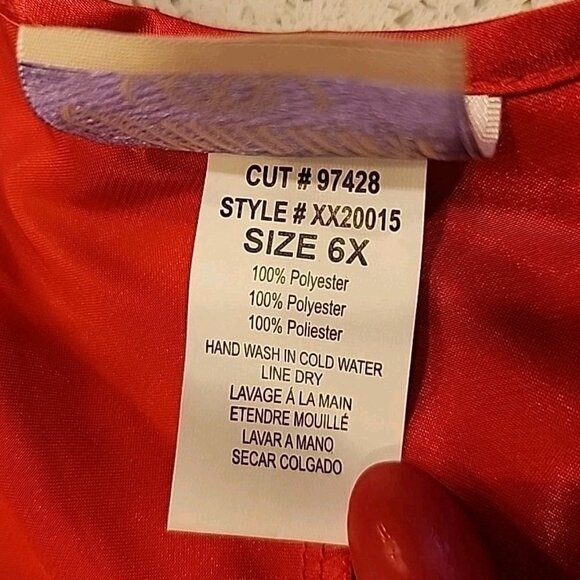 CUT # 97428
STYLE # XX20015
SIZE 6X
100% Polyester
100% Polyester
100% Poliester
HAND WASH IN COLD WATER
LINE DRY
LAVAGE Á LA MAIN
ETENDRE MOUILLÉ
LAVAR A MANO
SECAR COLGADO